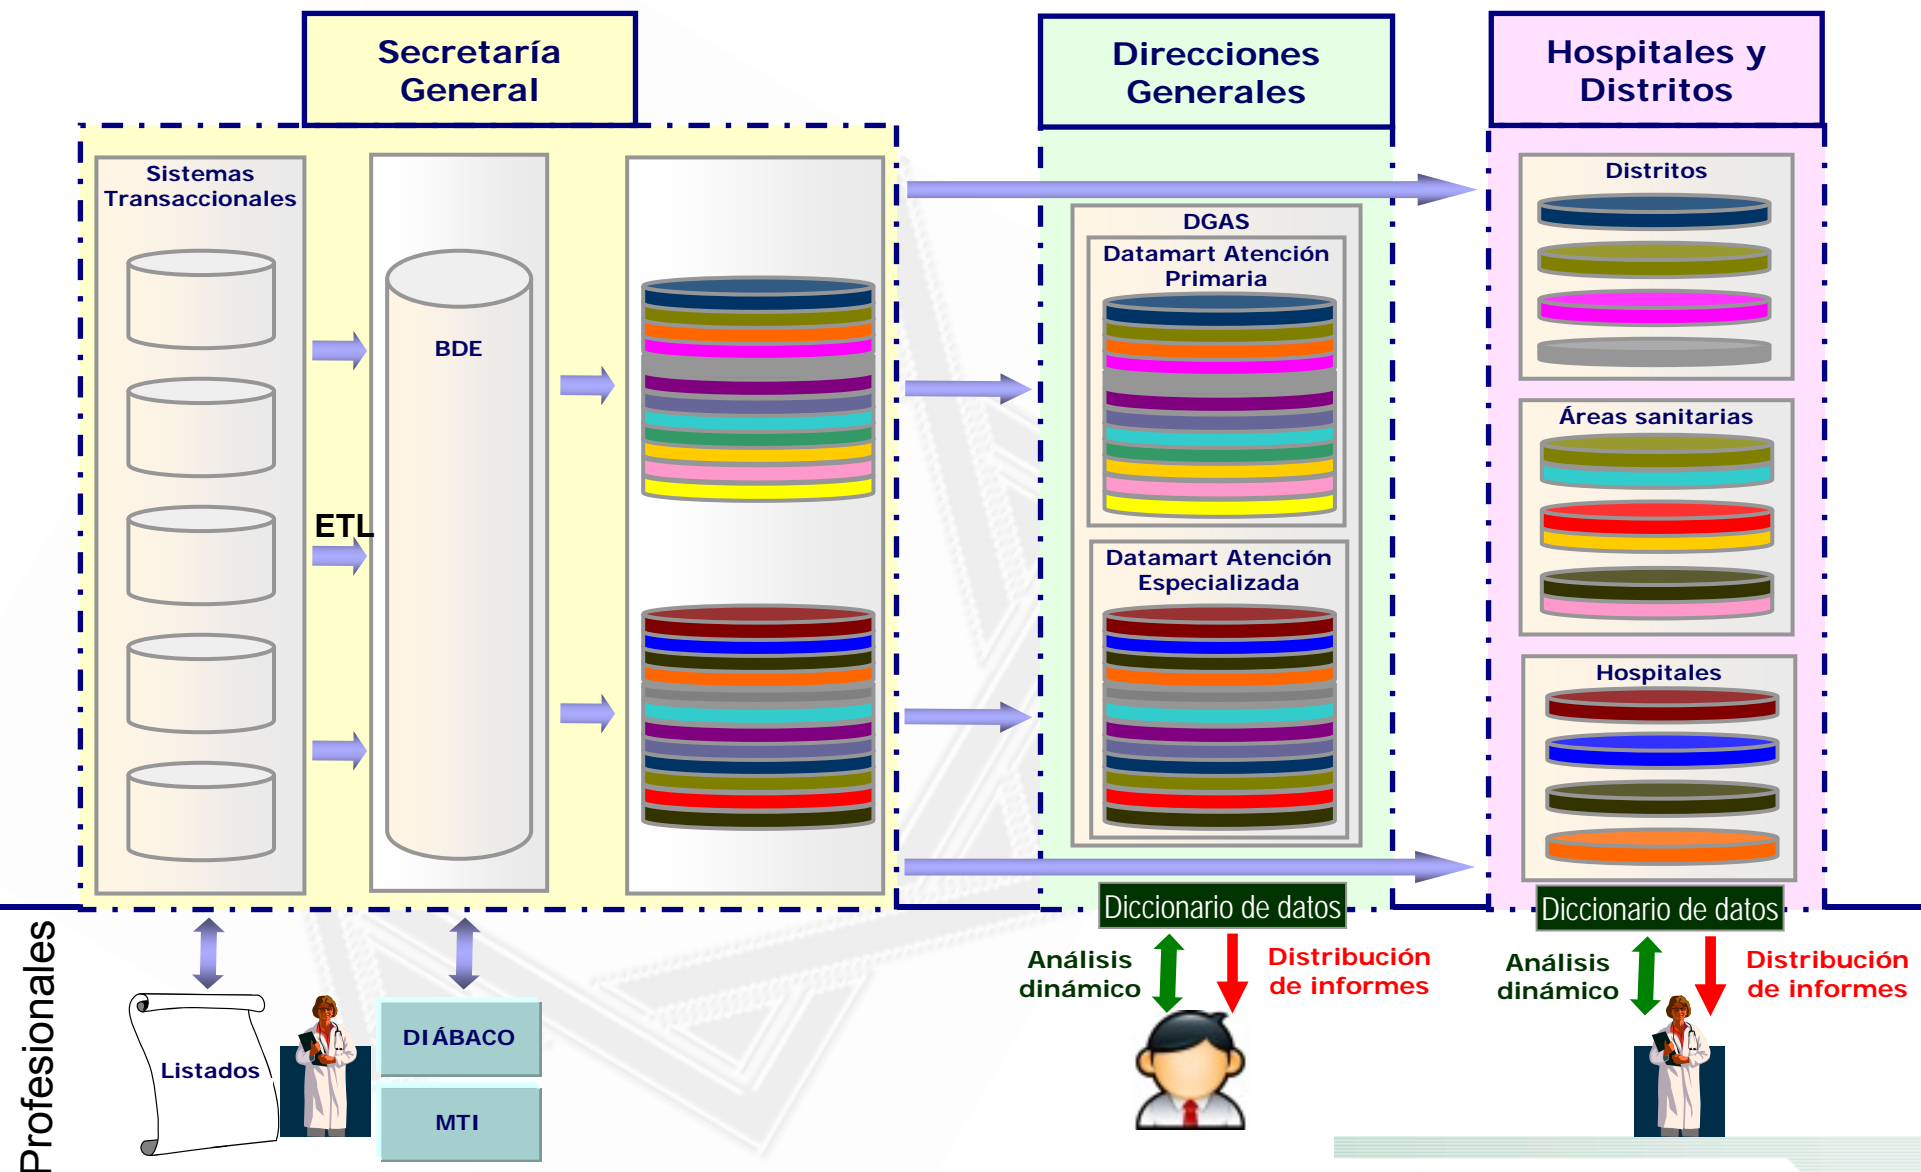 Secretaría
General
Direcciones
Generales
Hospitales y
Distritos
Sistemas
Transaccionales
ETL
BDE
DGAS
Datamart Atención
Primaria
Datamart Atención
Especializada
Distritos
Áreas sanitarias
Hospitales
Diccionario de datos
Diccionario de datos
Profesionales
Listados
DIÁBACO
MTI
Análisis
dinámico
Distribución
de informes
Análisis
dinámico
Distribución
de informes